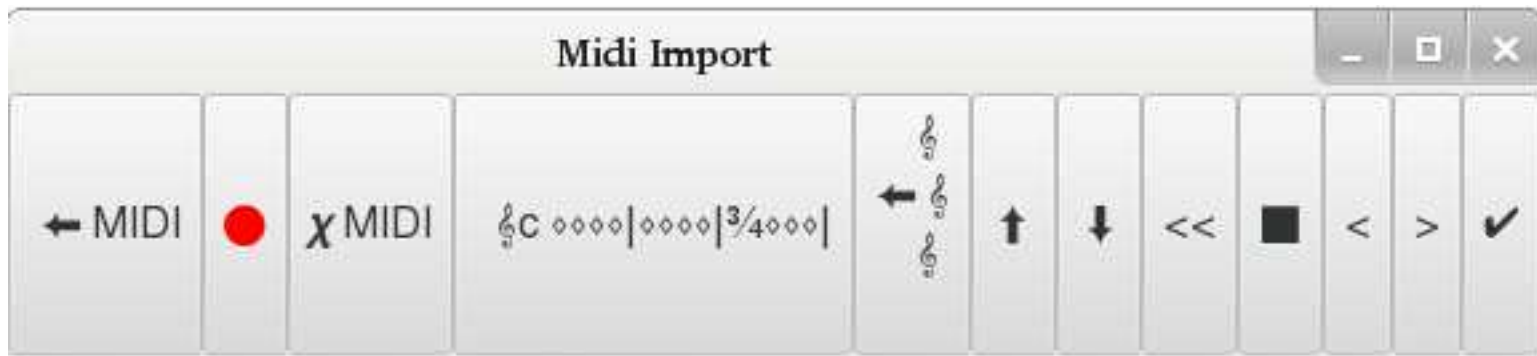 Midi Import
← MIDI
● 𝝌 MIDI
𝄞C ⋄⋄⋄⋄|⋄⋄⋄⋄|¾⋄⋄⋄|
𝄞
← 𝄞
𝄞
⬆ ⬇ << ■ < > ✔